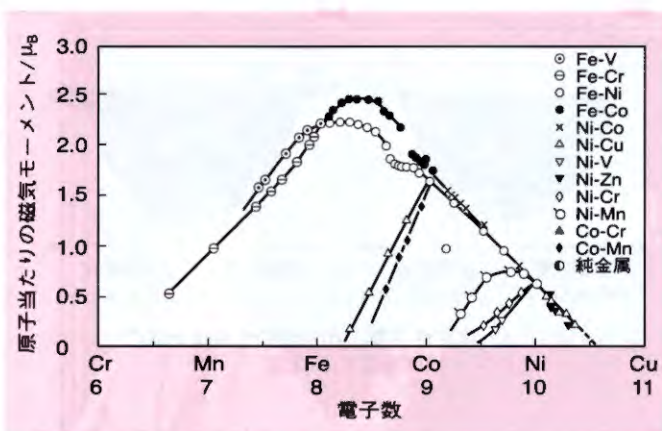 原子当たりの磁気モーメント/μB
3.0
2.5
2.0
1.5
1.0
0.5
0
Fe-V
Fe-Cr
Fe-Ni
Fe-Co
Ni-Co
Ni-Cu
Ni-V
Ni-Zn
Ni-Cr
Ni-Mn
Co-Cr
Co-Mn
純金属
Cr Mn Fe Co Ni Cu
6 7 8 9 10 11
電子数